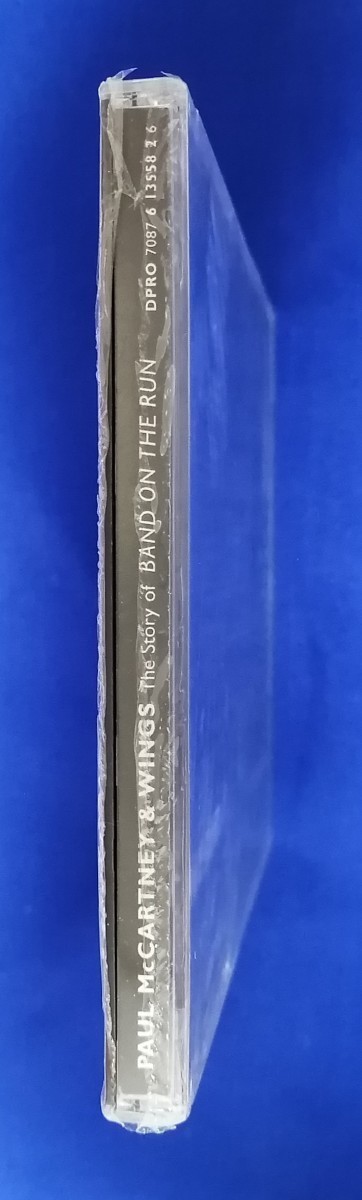 PAUL McCARTNEY & WINGS The Story of BAND ON THE RUN DPRO 7087 6 13558 2 6